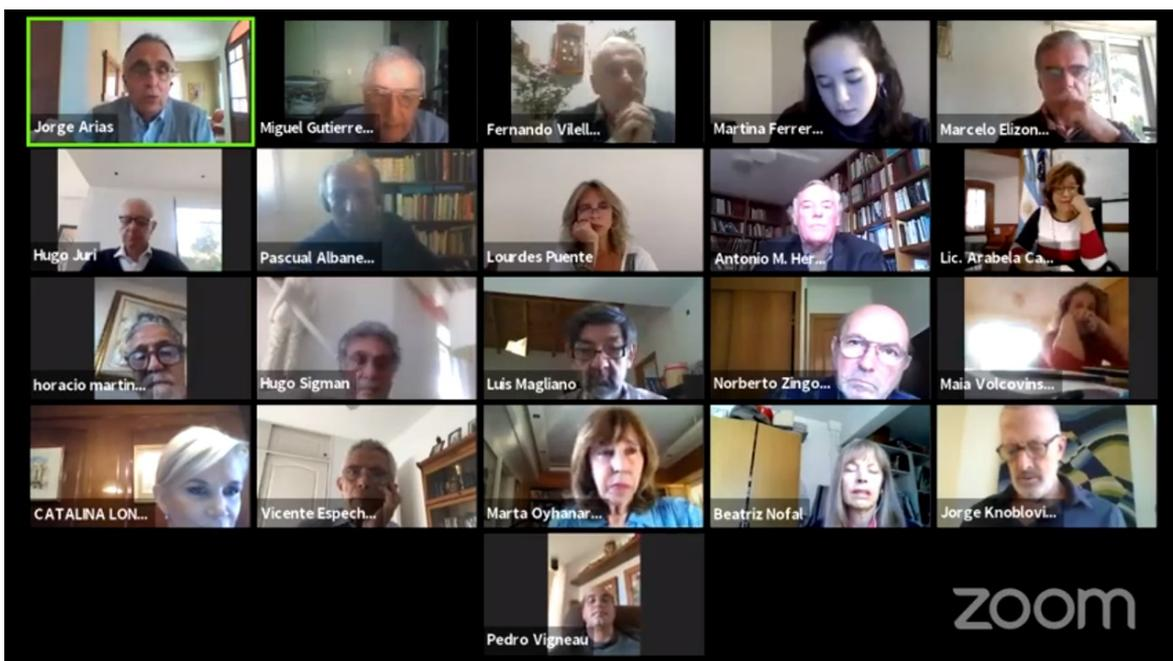 Jorge Arias
Miguel Gutierre...
Fernando Vilell...
Martina Ferrer...
Marcelo Elizon...
Hugo Juri
Pascual Albane...
Lourdes Puente
Antonio M. Her...
Lic. Arabela Ca...
horacio martin...
Hugo Sigman
Luis Magliano
Norberto Zingo...
Maia Volcovins...
CATALINA LON...
Vicente Espech...
Marta Oyhanar...
Beatriz Nofal
Jorge Knoblovi...
Pedro Vigneau
zoom